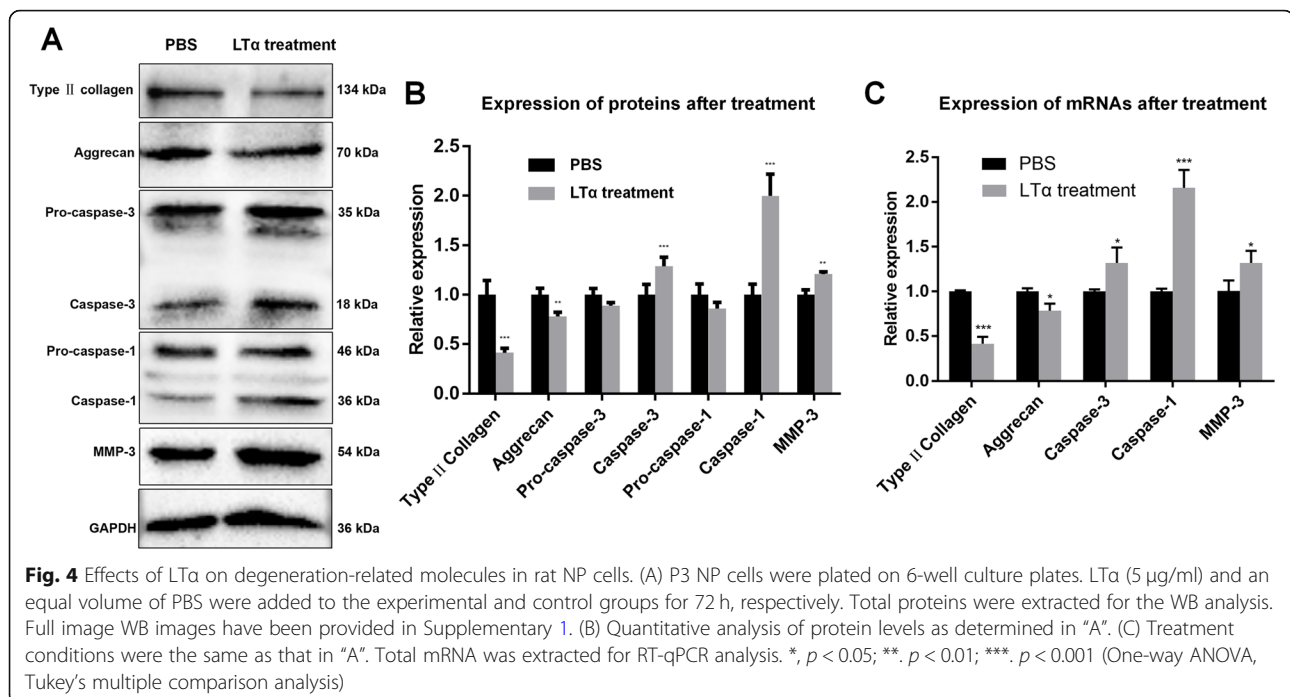 A
PBS LTα treatment
Type II collagen 134 kDa
Aggrecan 70 kDa
Pro-caspase-3 35 kDa
Caspase-3 18 kDa
Pro-caspase-1 46 kDa
Caspase-1 36 kDa
MMP-3 54 kDa
GAPDH 36 kDa
B
Expression of proteins after treatment
PBS
LTα treatment
Relative expression
2.5
2.0
1.5
1.0
0.5
0.0
***
**
***
***
**
Type II Collagen
Aggrecan
Pro-caspase-3
Caspase-3
Pro-caspase-1
Caspase-1
MMP-3
C
Expression of mRNAs after treatment
PBS
LTα treatment
Relative expression
2.5
2.0
1.5
1.0
0.5
0.0
***
*
*
***
*
Type II Collagen
Aggrecan
Caspase-3
Caspase-1
MMP-3
Fig. 4 Effects of LTα on degeneration-related molecules in rat NP cells. (A) P3 NP cells were plated on 6-well culture plates. LTα (5 μg/ml) and an
equal volume of PBS were added to the experimental and control groups for 72 h, respectively. Total proteins were extracted for the WB analysis.
Full image WB images have been provided in Supplementary 1. (B) Quantitative analysis of protein levels as determined in “A”. (C) Treatment
conditions were the same as that in “A”. Total mRNA was extracted for RT-qPCR analysis. *, p < 0.05; **. p < 0.01; ***. p < 0.001 (One-way ANOVA,
Tukey’s multiple comparison analysis)